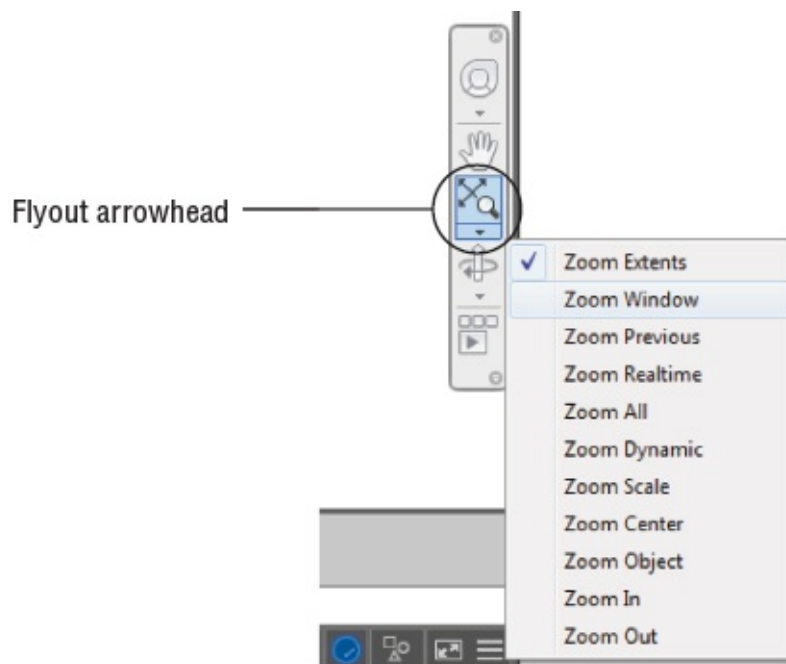 Flyout arrowhead
Zoom Extents
Zoom Window
Zoom Previous
Zoom Realtime
Zoom All
Zoom Dynamic
Zoom Scale
Zoom Center
Zoom Object
Zoom In
Zoom Out